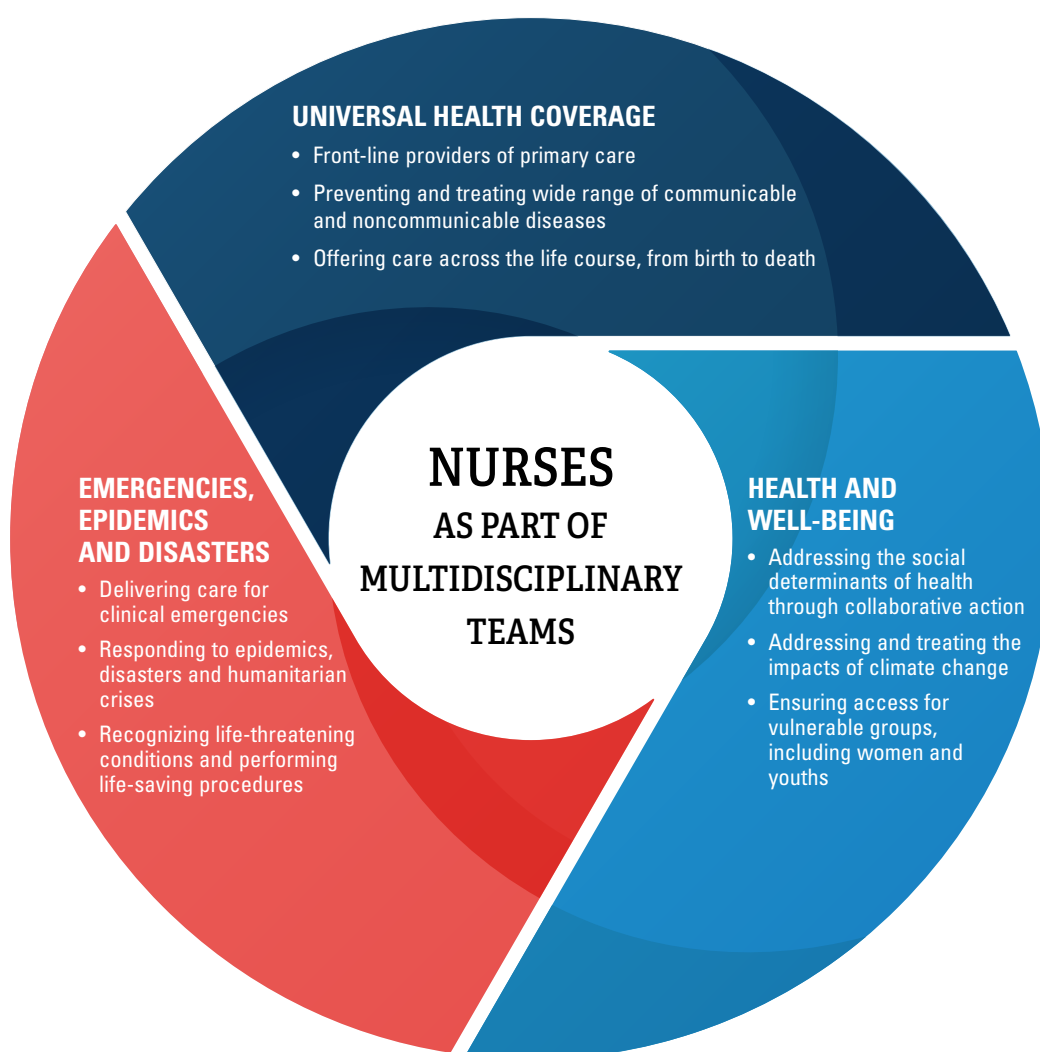 UNIVERSAL HEALTH COVERAGE
• Front-line providers of primary care
• Preventing and treating wide range of communicable
and noncommunicable diseases
• Offering care across the life course, from birth to death
NURSES
AS PART OF
MULTIDISCIPLINARY
TEAMS
EMERGENCIES,
EPIDEMICS
AND DISASTERS
• Delivering care for
clinical emergencies
• Responding to epidemics,
disasters and humanitarian
crises
• Recognizing life-threatening
conditions and performing
life-saving procedures
HEALTH AND
WELL-BEING
• Addressing the social
determinants of health
through collaborative action
• Addressing and treating the
impacts of climate change
• Ensuring access for
vulnerable groups,
including women and
youths